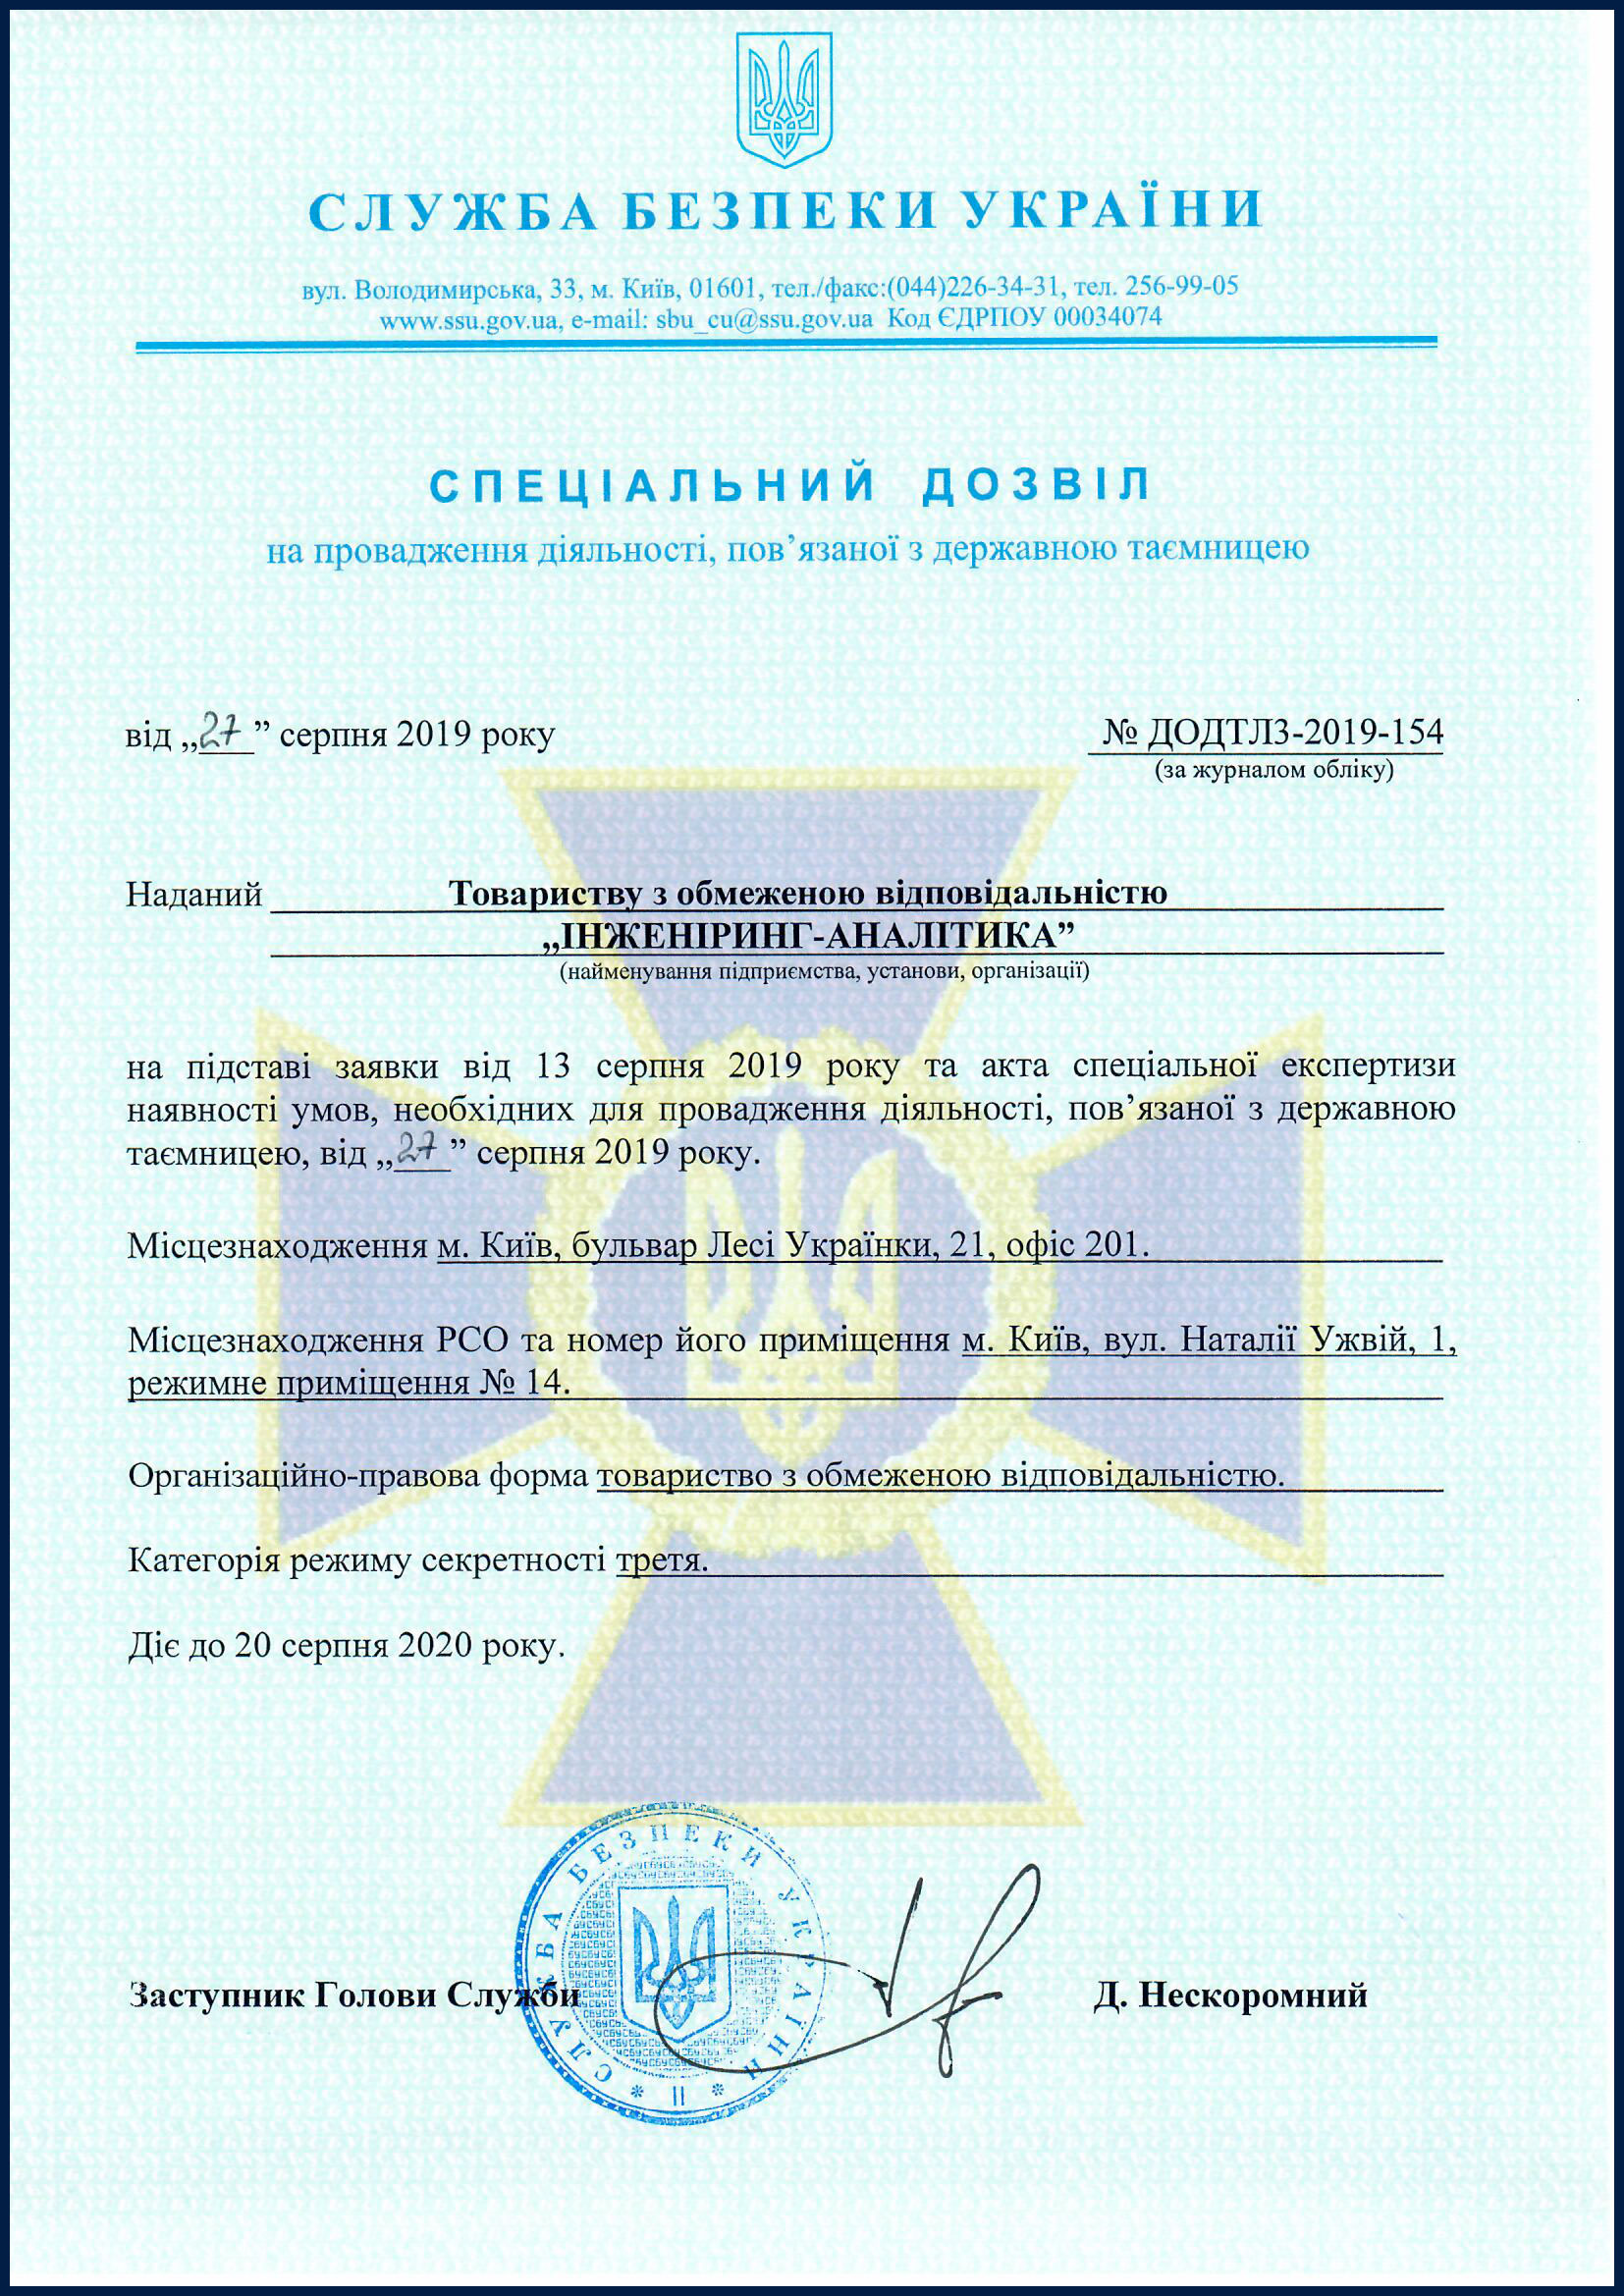 СЛУЖБА БЕЗПЕКИ УКРАЇНИ
вул. Володимирська, 33, м. Київ, 01601, тел./факс:(044)226-34-31, тел. 256-99-05
www.ssu.gov.ua, e-mail: sbu_cu@ssu.gov.ua Код ЄДРПОУ 00034074
СПЕЦІАЛЬНИЙ ДОЗВІЛ
на провадження діяльності, пов’язаної з державною таємницею
від „27” серпня 2019 року
№ ДОДТЛ3-2019-154
(за журналом обліку)
Наданий Товариству з обмеженою відповідальністю
„ІНЖЕНІРИНГ-АНАЛІТИКА”
(найменування підприємства, установи, організації)
на підставі заявки від 13 серпня 2019 року та акта спеціальної експертизи
наявності умов, необхідних для провадження діяльності, пов’язаної з державною
таємницею, від „27” серпня 2019 року.
Місцезнаходження м. Київ, бульвар Лесі Українки, 21, офіс 201.
Місцезнаходження РСО та номер його приміщення м. Київ, вул. Наталії Ужвій, 1,
режимне приміщення № 14.
Організаційно-правова форма товариство з обмеженою відповідальністю.
Категорія режиму секретності третя.
Діє до 20 серпня 2020 року.
Заступник Голови Служби
Д. Нескоромний
СЛУЖБА БЕЗПЕКИ УКРАЇНИ * II *